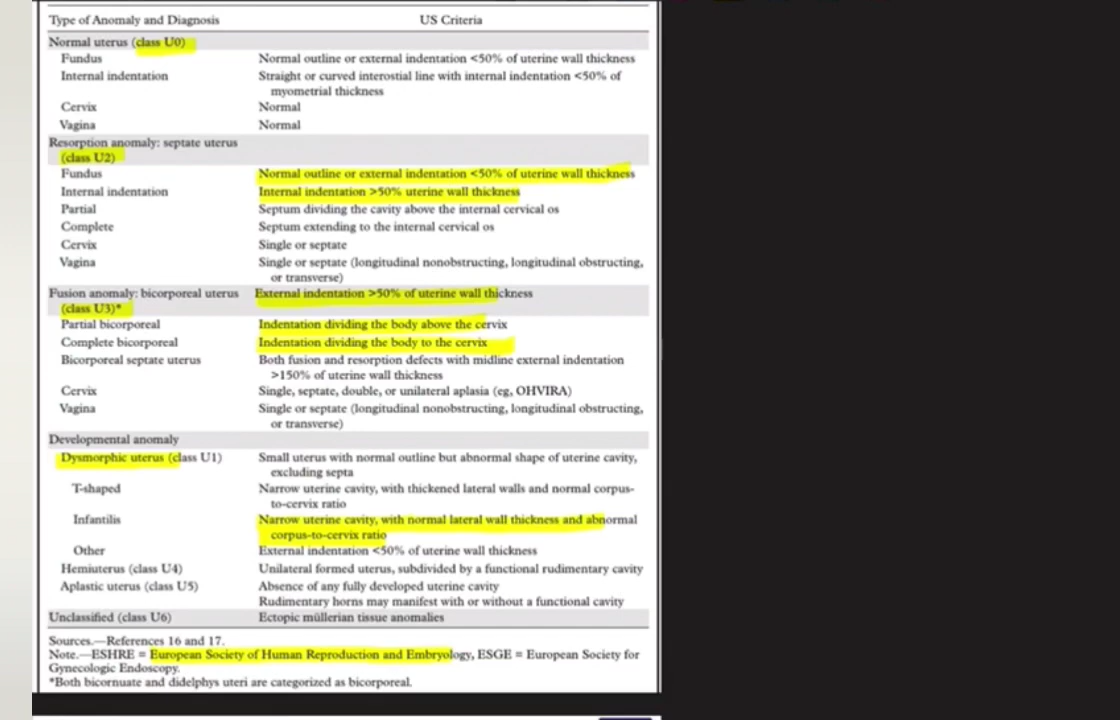 Type of Anomaly and Diagnosis US Criteria
Normal uterus (class U0)
Fundus Normal outline or external indentation <50% of uterine wall thickness
Internal indentation Straight or curved interostial line with internal indentation <50% of
myometrial thickness
Cervix Normal
Vagina Normal
Resorption anomaly: septate uterus
(class U2)
Fundus Normal outline or external indentation <50% of uterine wall thickness
Internal indentation Internal indentation >50% uterine wall thickness
Partial Septum dividing the cavity above the internal cervical os
Complete Septum extending to the internal cervical os
Cervix Single or septate
Vagina Single or septate (longitudinal nonobstructing, longitudinal obstructing,
or transverse)
Fusion anomaly: bicorporeal uterus External indentation >50% of uterine wall thickness
(class U3)*
Partial bicorporeal Indentation dividing the body above the cervix
Complete bicorporeal Indentation dividing the body to the cervix
Bicorporeal septate uterus Both fusion and resorption defects with midline external indentation
>150% of uterine wall thickness
Cervix Single, septate, double, or unilateral aplasia (eg, OHVIRA)
Vagina Single or septate (longitudinal nonobstructing, longitudinal obstructing,
or transverse)
Developmental anomaly
Dysmorphic uterus (class U1) Small uterus with normal outline but abnormal shape of uterine cavity,
excluding septa
T-shaped Narrow uterine cavity, with thickened lateral walls and normal corpus-
to-cervix ratio
Infantilis Narrow uterine cavity, with normal lateral wall thickness and abnormal
corpus-to-cervix ratio
Other External indentation <50% of uterine wall thickness
Hemiuterus (class U4) Unilateral formed uterus, subdivided by a functional rudimentary cavity
Aplastic uterus (class U5) Absence of any fully developed uterine cavity
Rudimentary horns may manifest with or without a functional cavity
Unclassified (class U6) Ectopic müllerian tissue anomalies
Sources.—References 16 and 17.
Note.—ESHRE = European Society of Human Reproduction and Embryology, ESGE = European Society for
Gynecologic Endoscopy.
*Both bicornuate and didelphys uteri are categorized as bicorporeal.